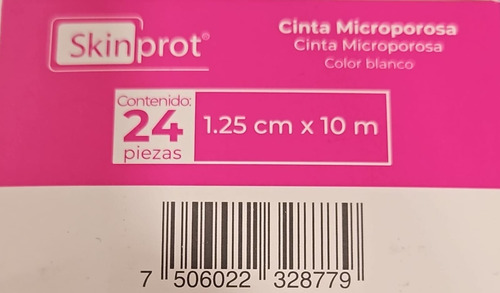 Skinprot®
Cinta Microporosa
Cinta Microporosa
Color blanco
Contenido:
24
piezas
1.25 cm x 10 m
7 506022 328779